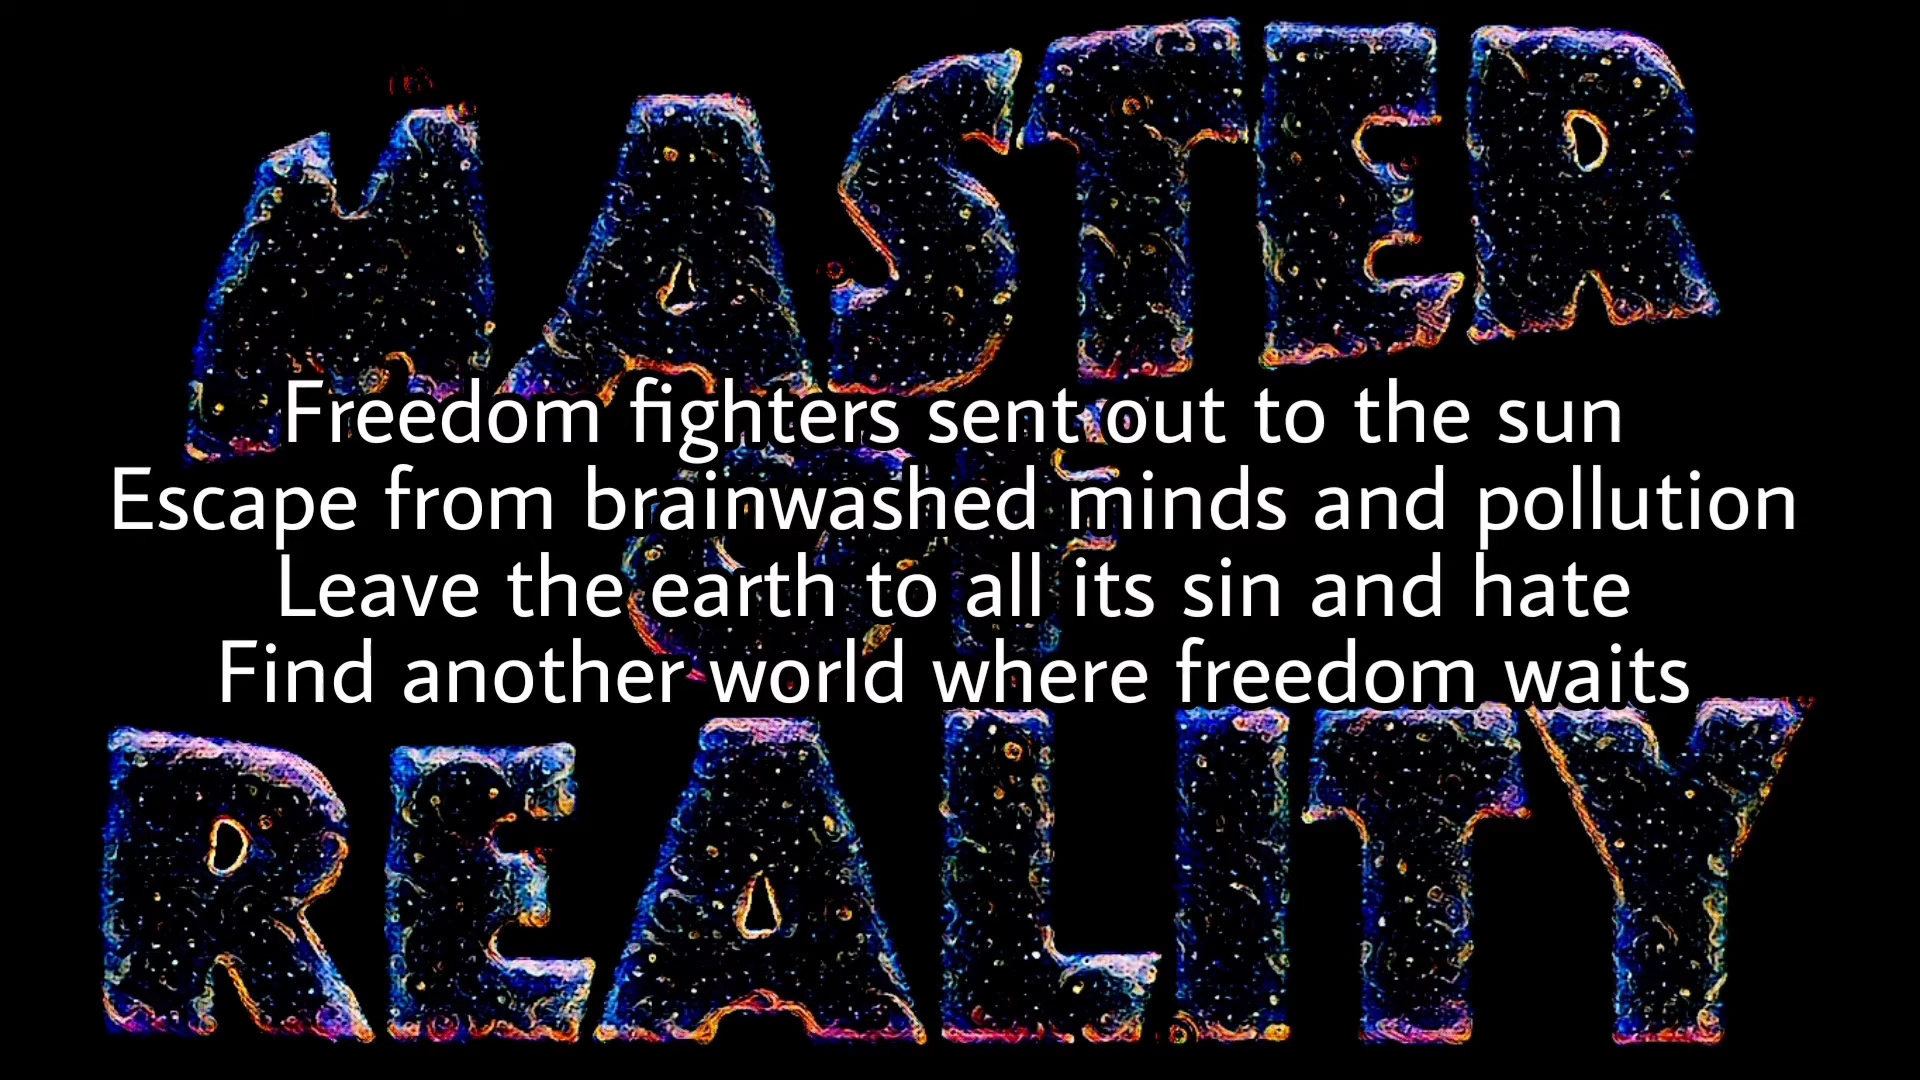 MASTER
Freedom fighters sent out to the sun
OF
Escape from brainwashed minds and pollution
Leave the earth to all its sin and hate
Find another world where freedom waits
REALITY